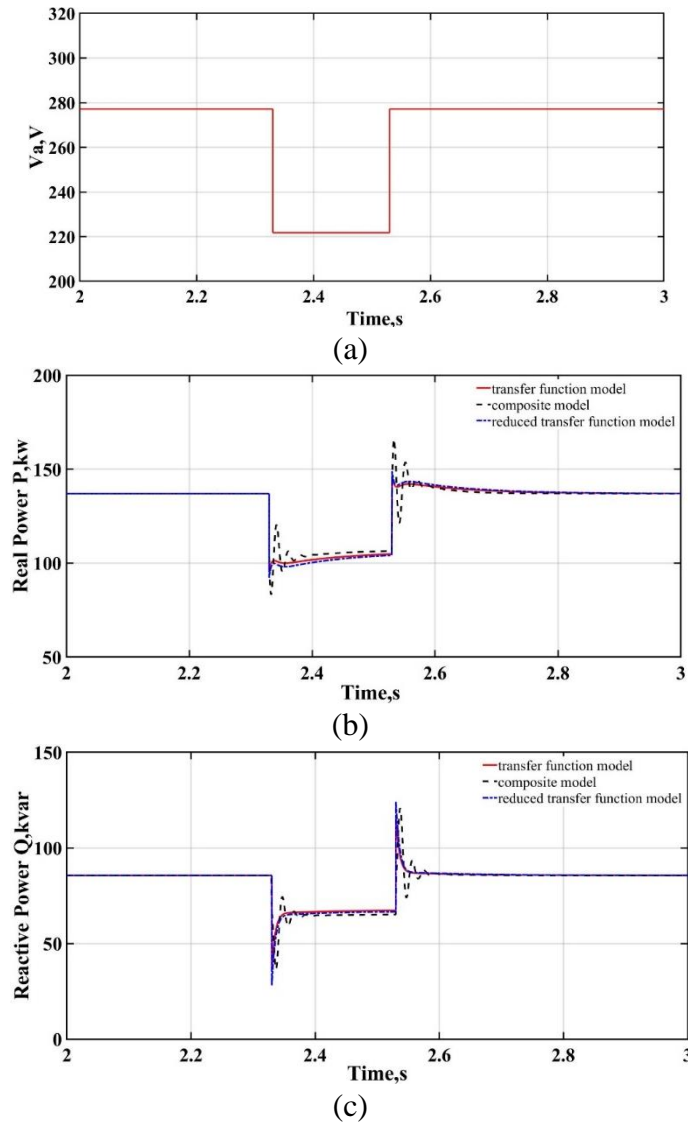 320
300
280
260
240
220
200
Va,V
2 2.2 2.4 2.6 2.8 3
Time,s
(a)
200
150
100
50
Real Power P,kw
transfer function model
composite model
reduced transfer function model
2 2.2 2.4 2.6 2.8 3
Time,s
(b)
150
100
50
0
Reactive Power Q,kvar
transfer function model
composite model
reduced transfer function model
2 2.2 2.4 2.6 2.8 3
Time,s
(c)